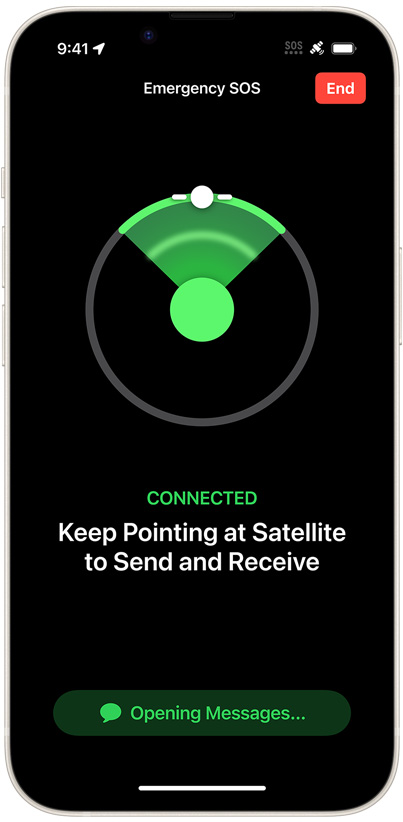 9:41
SOS
Emergency SOS
End
CONNECTED
Keep Pointing at Satellite
to Send and Receive
Opening Messages...